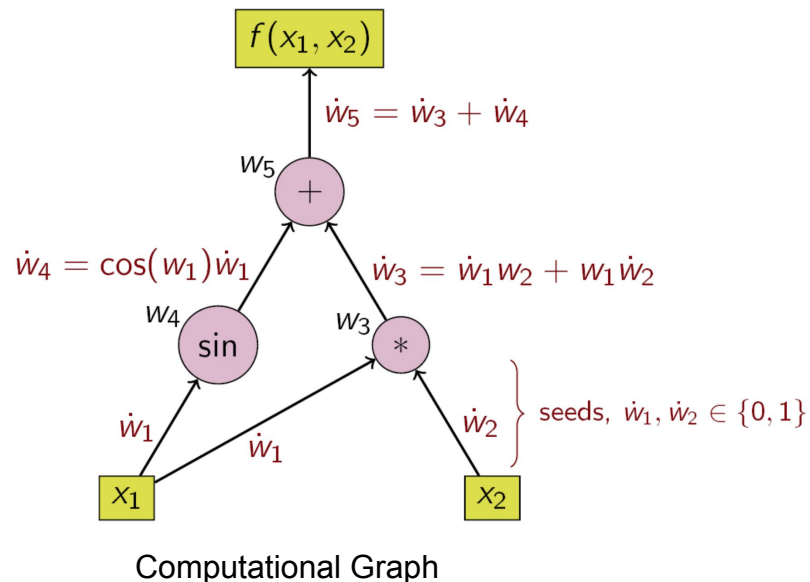 f(x₁, x₂)
ẇ₅ = ẇ₃ + ẇ₄
w₅
+
ẇ₄ = cos(w₁)ẇ₁
ẇ₃ = ẇ₁w₂ + w₁ẇ₂
w₄
w₃
sin
*
ẇ₁
ẇ₁
ẇ₂
} seeds, ẇ₁, ẇ₂ ∈ {0, 1}
x₁
x₂
Computational Graph